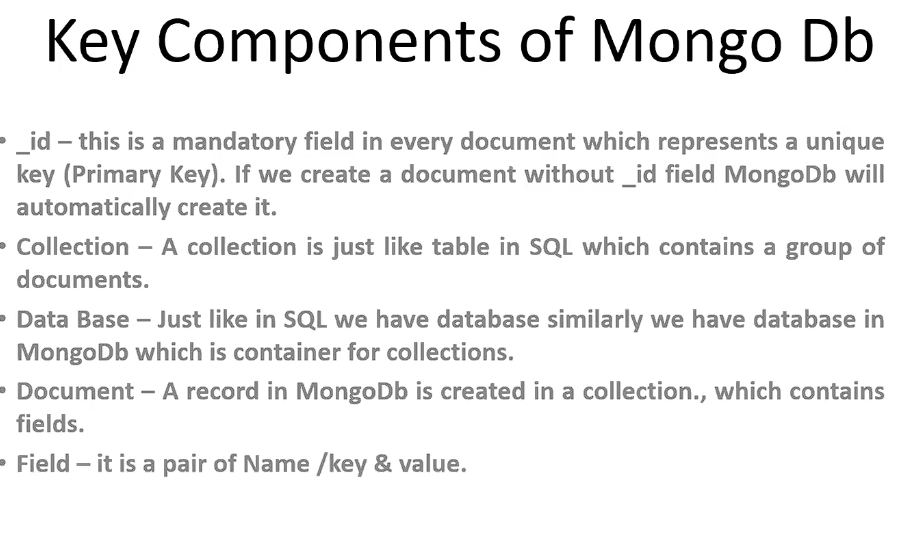 Key Components of Mongo Db
• _id – this is a mandatory field in every document which represents a unique
key (Primary Key). If we create a document without _id field MongoDb will
automatically create it.
• Collection – A collection is just like table in SQL which contains a group of
documents.
• Data Base – Just like in SQL we have database similarly we have database in
MongoDb which is container for collections.
• Document – A record in MongoDb is created in a collection., which contains
fields.
• Field – it is a pair of Name /key & value.